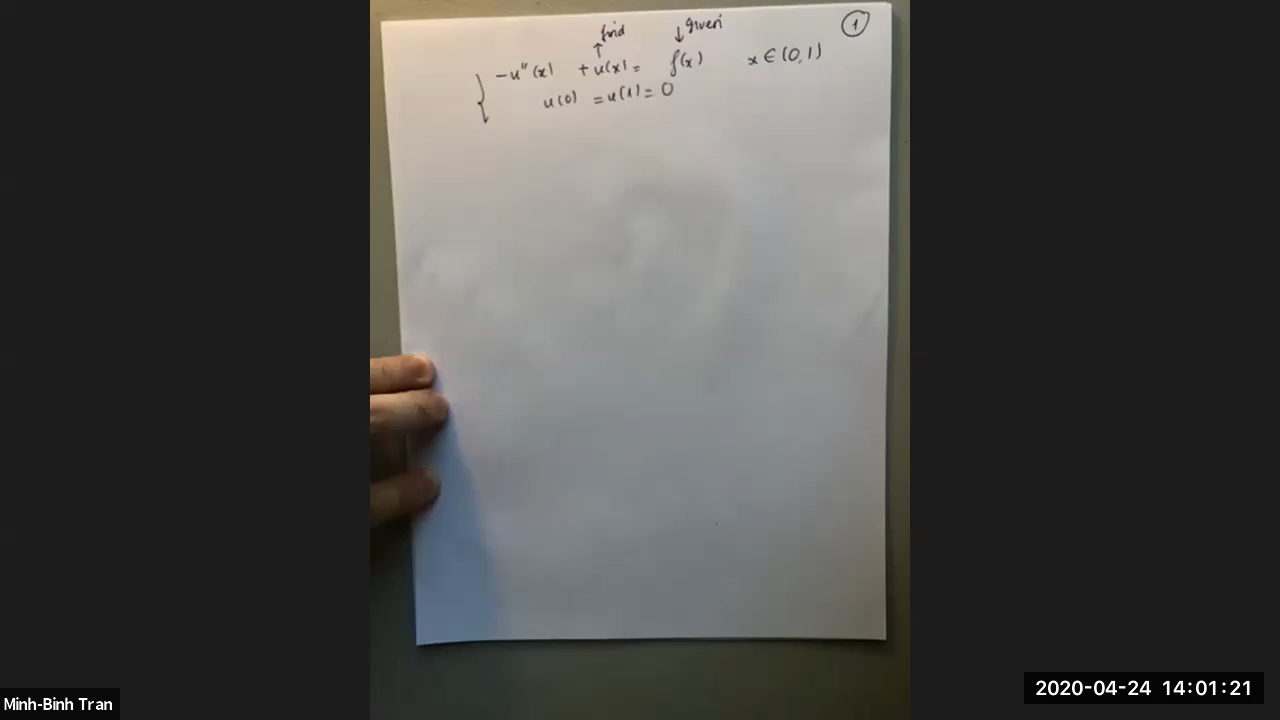 find given 1
↑ ↓
{ -u''(x) + u(x) = f(x) x ∈ (0,1)
u(0) = u(1) = 0
Minh-Binh Tran
2020-04-24 14:01:21